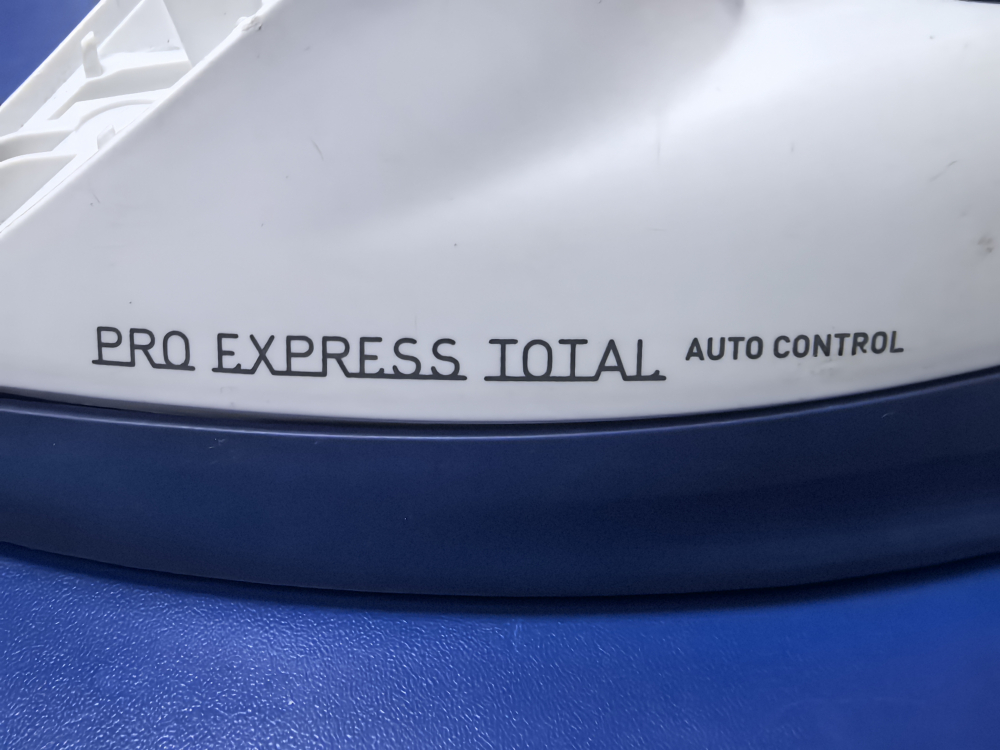 PRO EXPRESS TOTAL AUTO CONTROL